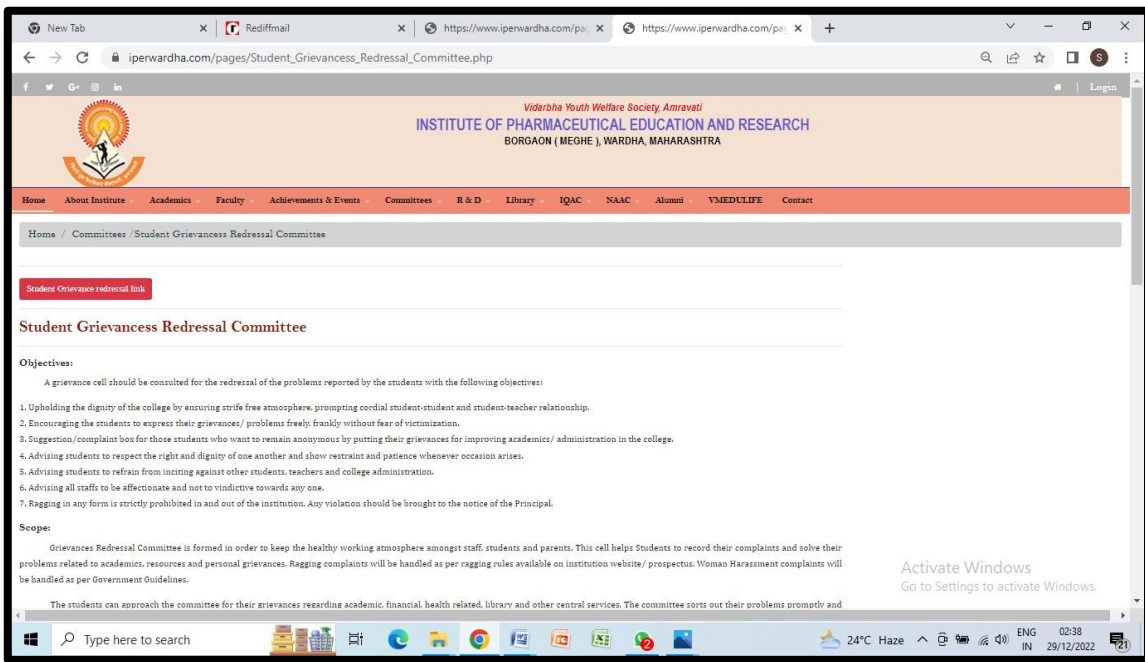 New Tab
Rediffmail
https://www.iperwardha.com/pa
https://www.iperwardha.com/pag
iperwardha.com/pages/Student_Grievancess_Redressal_Committee.php
S
Login
Vidarbha Youth Welfare Society, Amravati
INSTITUTE OF PHARMACEUTICAL EDUCATION AND RESEARCH
BORGAON ( MEGHE ), WARDHA, MAHARASHTRA
Home About Institute Academics Faculty Achievements & Events Committees R & D Library IQAC NAAC Alumni VMEDULIFE Contact
Home / Committees /Student Grievancess Redressal Committee
Student Grievance redressal link
Student Grievancess Redressal Committee
Objectives:
A grievance cell should be consulted for the redressal of the problems reported by the students with the following objectives:
1. Upholding the dignity of the college by ensuring strife free atmosphere, prompting cordial student-student and student-teacher relationship.
2. Encouraging the students to express their grievances/ problems freely, frankly without fear of victimization.
3. Suggestion/complaint box for those students who want to remain anonymous by putting their grievances for improving academics/ administration in the college.
4. Advising students to respect the right and dignity of one another and show restraint and patience whenever occasion arises.
5. Advising students to refrain from inciting against other students, teachers and college administration.
6. Advising all staffs to be affectionate and not to vindictive towards any one.
7. Ragging in any form is strictly prohibited in and out of the institution. Any violation should be brought to the notice of the Principal.
Scope:
Grievances Redressal Committee is formed in order to keep the healthy working atmosphere amongst staff, students and parents. This cell helps Students to record their complaints and solve their
problems related to academics, resources and personal grievances. Ragging complaints will be handled as per ragging rules available on institution website/ prospectus. Woman Harassment complaints will
be handled as per Government Guidelines.
The students can approach the committee for their grievances regarding academic, financial, health related, library and other central services. The committee sorts out their problems promptly and
Activate Windows
Go to Settings to activate Windows.
Type here to search
24°C Haze
ENG
IN
02:38
29/12/2022
21